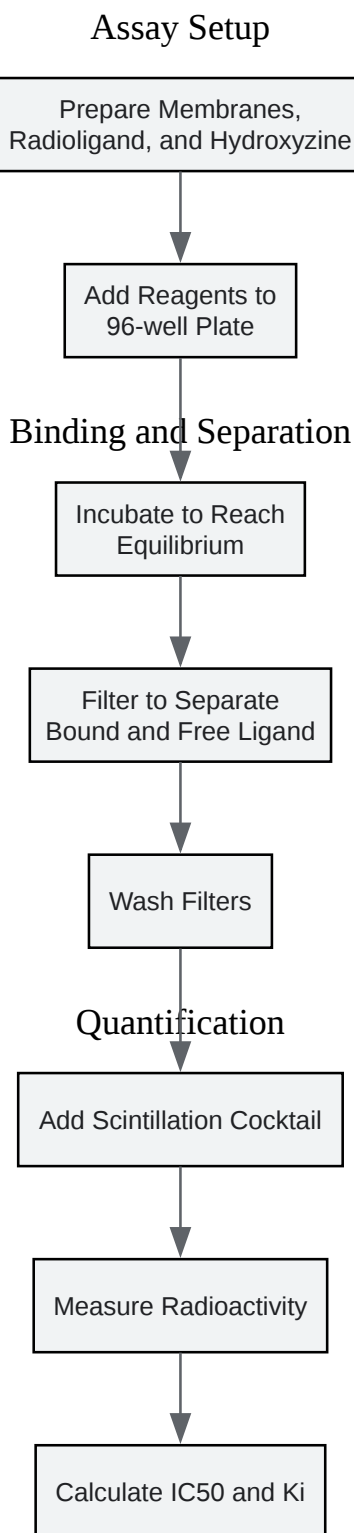 Assay Setup
Prepare Membranes,
Radioligand, and Hydroxyzine
Add Reagents to
96-well Plate
Binding and Separation
Incubate to Reach
Equilibrium
Filter to Separate
Bound and Free Ligand
Wash Filters
Quantification
Add Scintillation Cocktail
Measure Radioactivity
Calculate IC50 and Ki